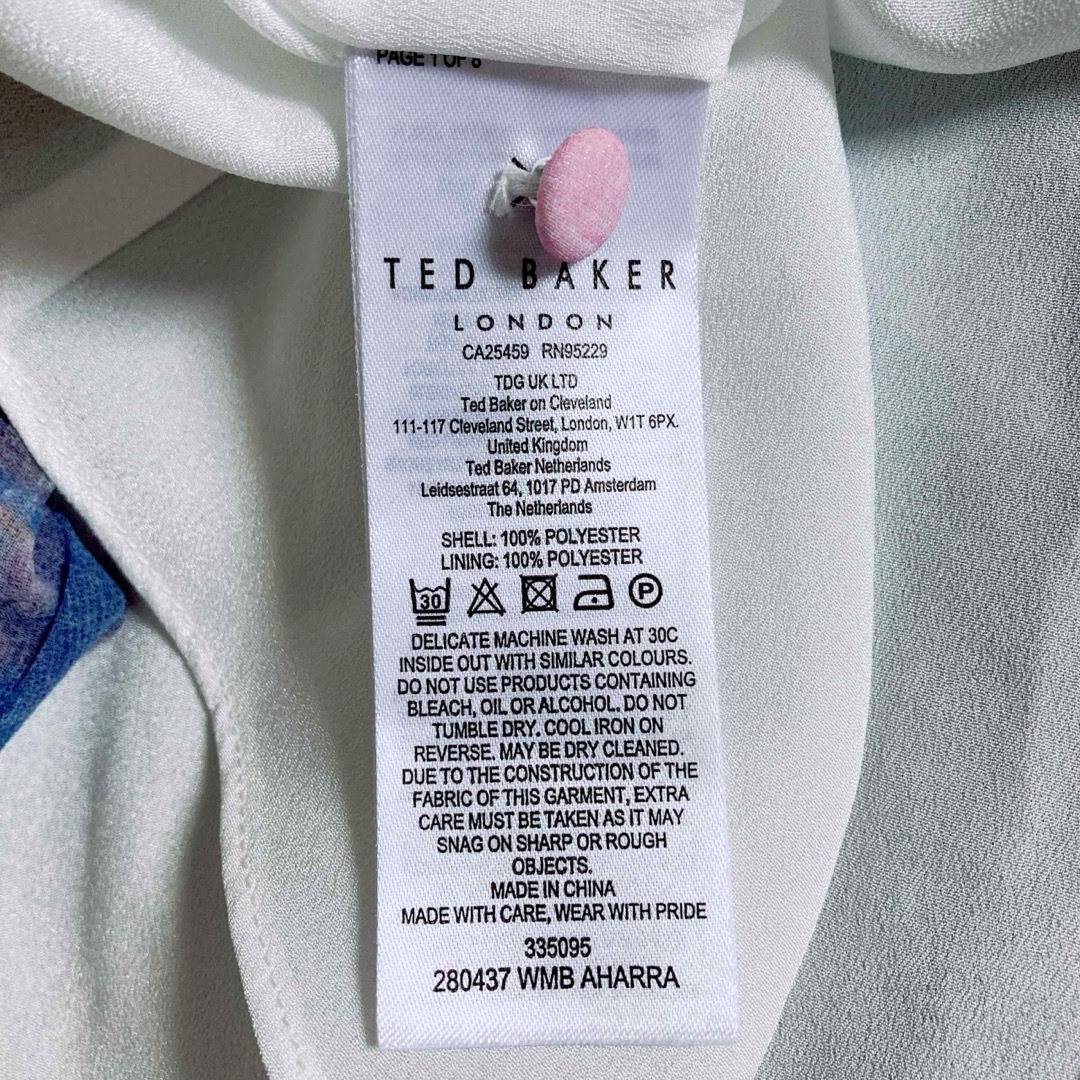 PAGE 1 OF 6
TED BAKER
LONDON
CA25459 RN95229
TDG UK LTD
Ted Baker on Cleveland
111-117 Cleveland Street, London, W1T 6PX.
United Kingdom
Ted Baker Netherlands
Leidsestraat 64, 1017 PD Amsterdam
The Netherlands
SHELL: 100% POLYESTER
LINING: 100% POLYESTER
30 P
DELICATE MACHINE WASH AT 30C
INSIDE OUT WITH SIMILAR COLOURS.
DO NOT USE PRODUCTS CONTAINING
BLEACH, OIL OR ALCOHOL. DO NOT
TUMBLE DRY. COOL IRON ON
REVERSE. MAY BE DRY CLEANED.
DUE TO THE CONSTRUCTION OF THE
FABRIC OF THIS GARMENT, EXTRA
CARE MUST BE TAKEN AS IT MAY
SNAG ON SHARP OR ROUGH
OBJECTS.
MADE IN CHINA
MADE WITH CARE, WEAR WITH PRIDE
335095
280437 WMB AHARRA